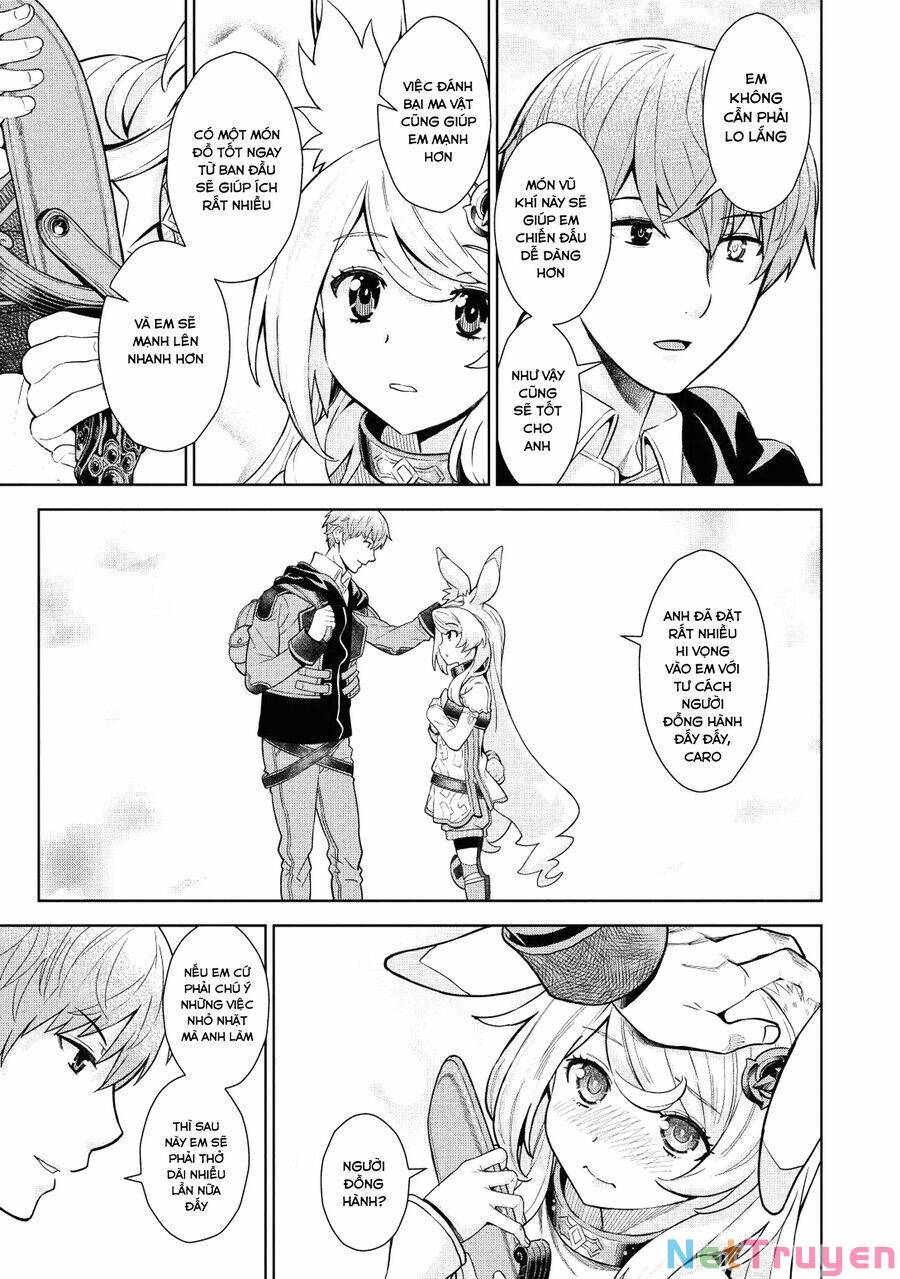 EM
KHÔNG
CẦN PHẢI
LO LẮNG
MÓN VŨ
KHÍ NÀY SẼ
GIÚP EM
CHIẾN ĐẤU
DỄ DÀNG
HƠN
NHƯ VẬY
CŨNG
SẼ TỐT
CHO
ANH
VIỆC ĐÁNH
BẠI MA VẬT
CŨNG GIÚP
EM MẠNH
HƠN
CÓ MỘT MÓN
ĐỒ TỐT NGAY
TỪ BAN ĐẦU
SẼ GIÚP ÍCH
RẤT NHIỀU
VÀ EM SẼ
MẠNH LÊN
NHANH HƠN
ANH ĐÃ ĐẶT
RẤT NHIỀU
HI VỌNG
VÀO EM VỚI
TƯ CÁCH
NGƯỜI
ĐỒNG HÀNH
ĐẤY ĐẤY,
CARO
NGƯỜI
ĐỒNG
HÀNH?
NẾU EM CỨ
PHẢI CHÚ Ý
NHỮNG VIỆC
NHỎ NHẶT
MÀ ANH LÀM
THÌ SAU
NÀY EM SẼ
PHẢI THỞ
DÀI NHIỀU
LẦN NỮA
ĐẤY
NetTruyen